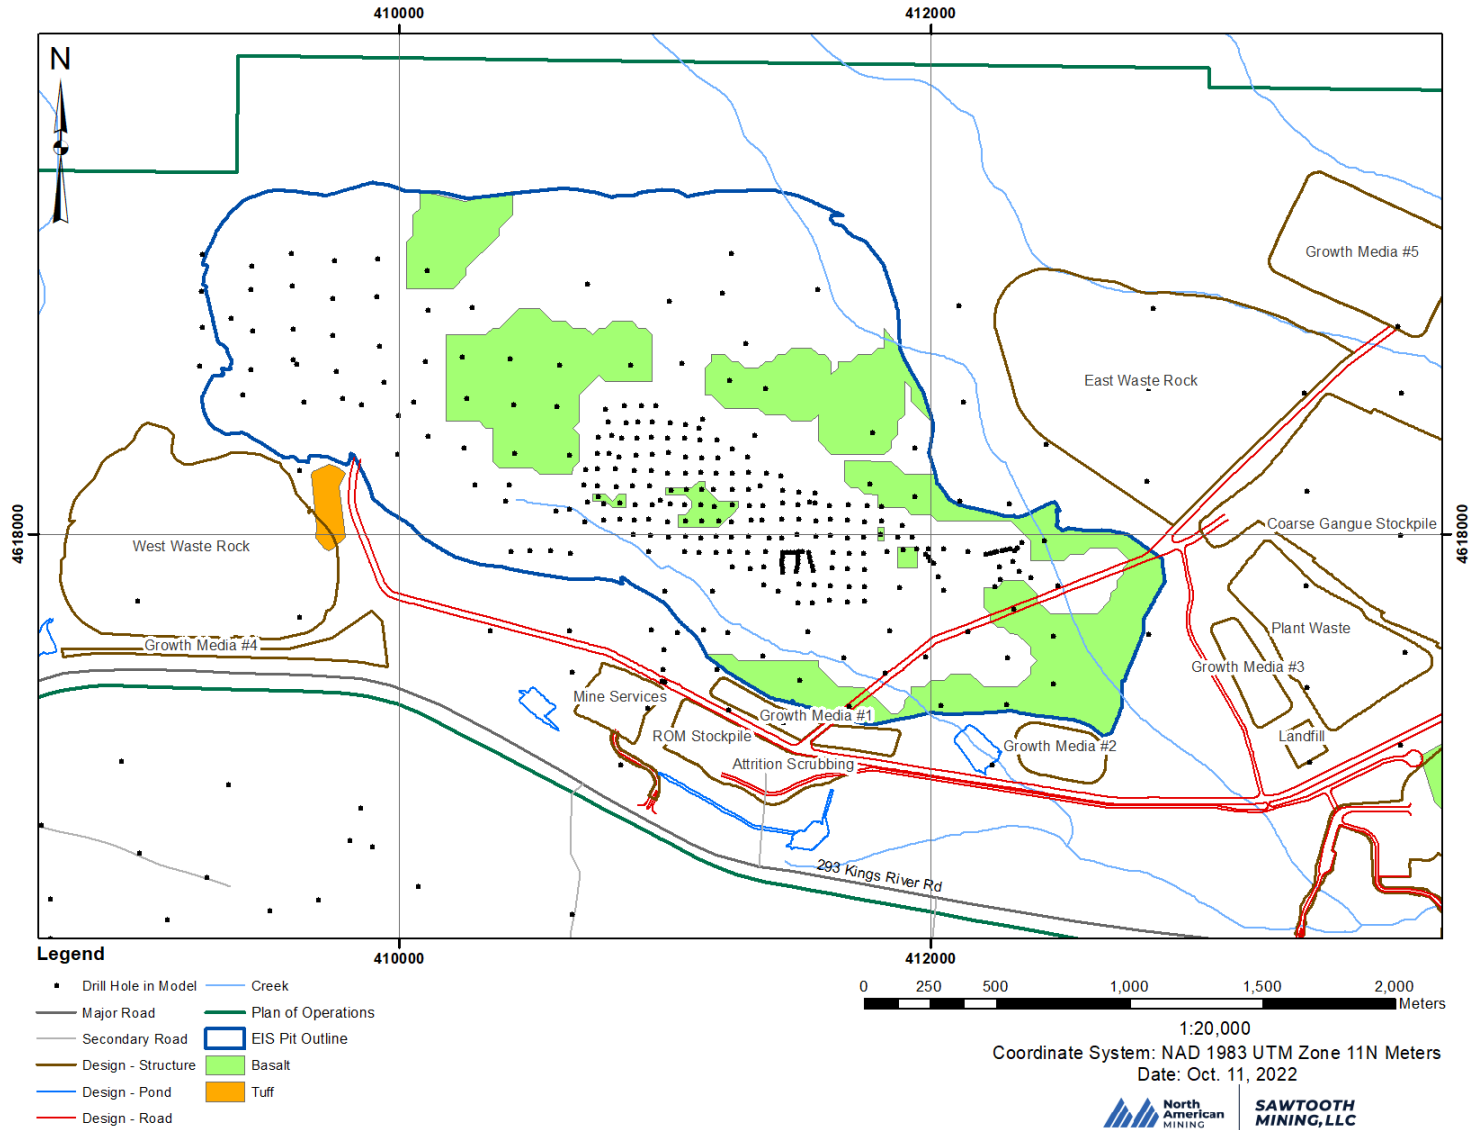 410000
412000
N
Growth Media #5
East Waste Rock
4618000
4618000
Coarse Gangue Stockpile
West Waste Rock
Plant Waste
Growth Media #4
Growth Media #3
Mine Services
Growth Media #1
ROM Stockpile
Landfill
Growth Media #2
Attrition Scrubbing
293 Kings River Rd
410000
412000
Legend
Drill Hole in Model
Creek
Major Road
Plan of Operations
Secondary Road
EIS Pit Outline
Design - Structure
Basalt
Design - Pond
Tuff
Design - Road
0 250 500 1,000 1,500 2,000
Meters
1:20,000
Coordinate System: NAD 1983 UTM Zone 11N Meters
Date: Oct. 11, 2022
North
American
MINING
SAWTOOTH
MINING, LLC